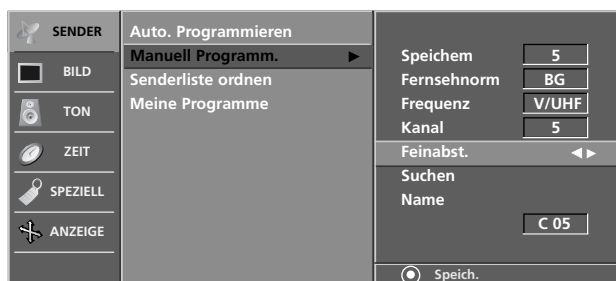 SENDER
BILD
TON
ZEIT
SPEZIELL
ANZEIGE
Auto. Programmieren
Manuell Programm.
Senderliste ordnen
Meine Programme
Speichem 5
Fernsehnorm BG
Frequenz V/UHF
Kanal 5
Feinabst.
Suchen
Name
C 05
Speich.